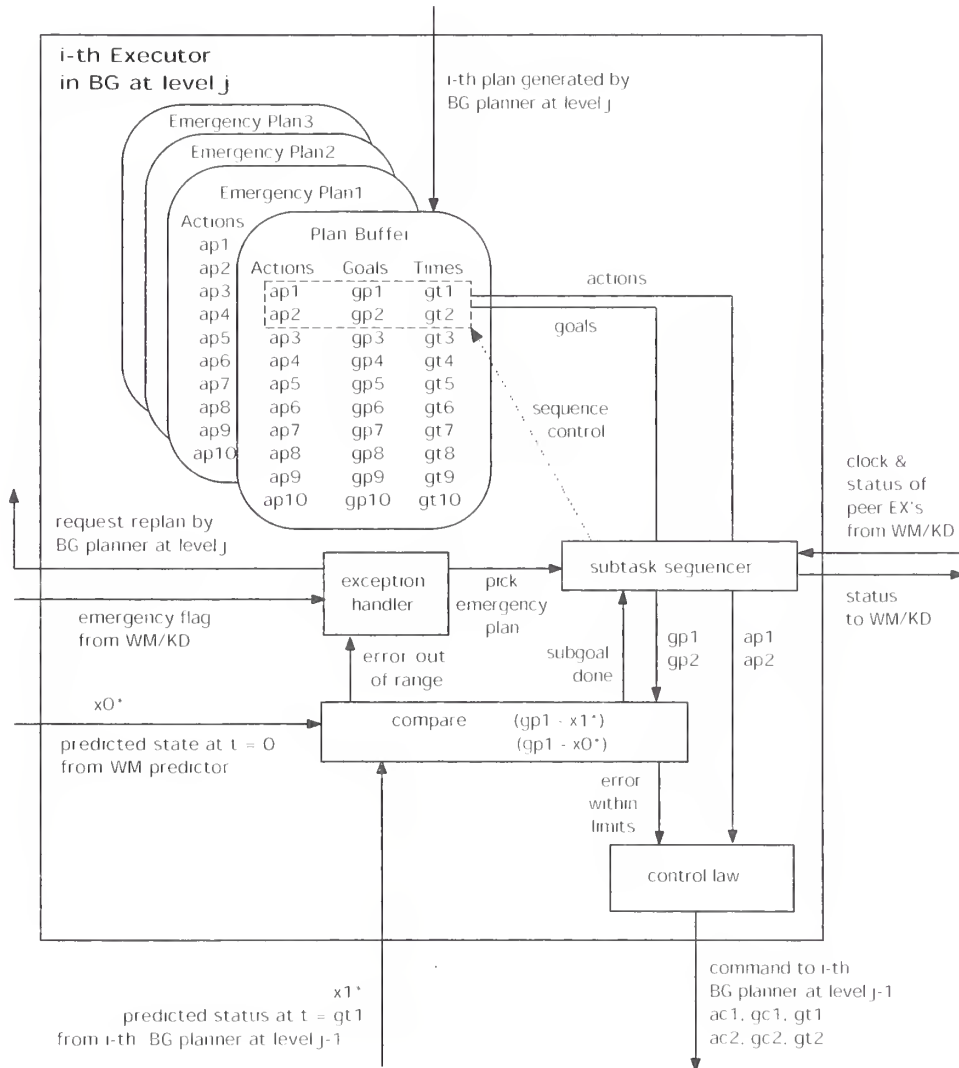 i-th Executor
in BG at level j
i-th plan generated by
BG planner at level j
Emergency Plan3
Emergency Plan2
Emergency Plan1
Actions
ap1
ap2
ap3
ap4
ap5
ap6
ap7
ap8
ap9
ap10
Plan Buffer
Actions Goals Times
ap1 gp1 gt1
ap2 gp2 gt2
ap3 gp3 gt3
ap4 gp4 gt4
ap5 gp5 gt5
ap6 gp6 gt6
ap7 gp7 gt7
ap8 gp8 gt8
ap9 gp9 gt9
ap10 gp10 gt10
actions
goals
sequence
control
clock &
status of
peer EX's
from WM/KD
request replan by
BG planner at level j
exception
handler
pick
emergency
plan
subtask sequencer
status
to WM/KD
emergency flag
from WM/KD
error out
of range
subgoal
done
gp1
gp2
ap1
ap2
x0*
predicted state at t = 0
from WM predictor
compare (gp1 - x1*)
(gp1 - x0*)
error
within
limits
control law
x1*
predicted status at t = gt1
from i-th BG planner at level j-1
command to i-th
BG planner at level j-1
ac1, gc1, gt1
ac2, gc2, gt2